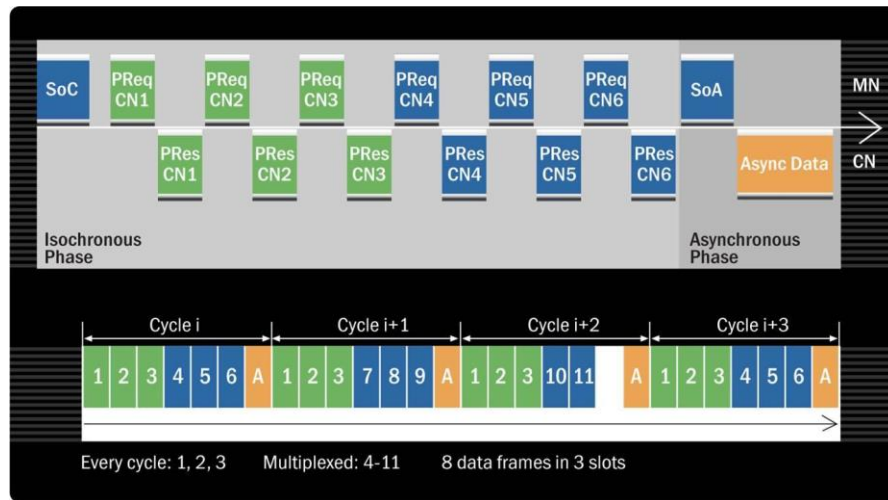 SoC
PReq
CN1
PReq
CN2
PReq
CN3
PReq
CN4
PReq
CN5
PReq
CN6
SoA
MN
PRes
CN1
PRes
CN2
PRes
CN3
PRes
CN4
PRes
CN5
PRes
CN6
Async Data
CN
Isochronous
Phase
Asynchronous
Phase
Cycle i Cycle i+1 Cycle i+2 Cycle i+3
1 2 3 4 5 6 A 1 2 3 7 8 9 A 1 2 3 10 11 A 1 2 3 4 5 6 A
Every cycle: 1, 2, 3 Multiplexed: 4-11 8 data frames in 3 slots